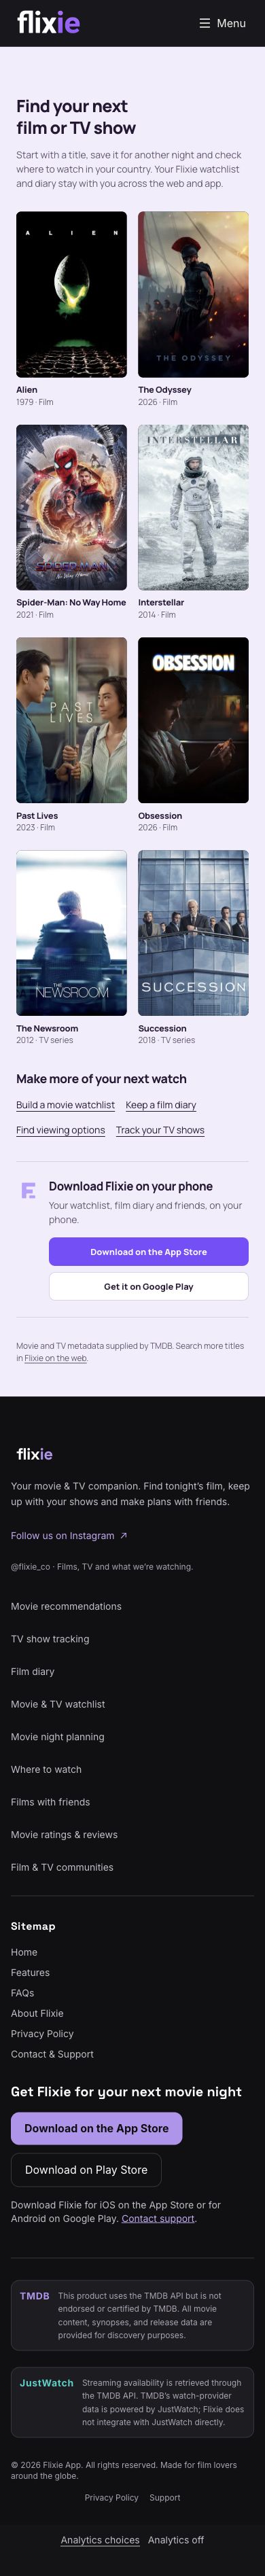 flixie
Menu
Find your next
film or TV show
Start with a title, save it for another night and check
where to watch in your country. Your Flixie watchlist
and diary stay with you across the web and app.
A L I E N
THE ODYSSEY
Alien
1979 · Film
The Odyssey
2026 · Film
SPIDER-MAN
No Way Home
INTERSTELLAR
Spider-Man: No Way Home
2021 · Film
Interstellar
2014 · Film
PAST
LIVES
OBSESSION
Past Lives
2023 · Film
Obsession
2026 · Film
THE
NEWSROOM
SUCCESSION
The Newsroom
2012 · TV series
Succession
2018 · TV series
Make more of your next watch
Build a movie watchlist
Keep a film diary
Find viewing options
Track your TV shows
Download Flixie on your phone
Your watchlist, film diary and friends, on your
phone.
Download on the App Store
Get it on Google Play
Movie and TV metadata supplied by TMDB. Search more titles
in Flixie on the web.
flixie
Your movie & TV companion. Find tonight's film, keep
up with your shows and make plans with friends.
Follow us on Instagram ↗
@flixie_co · Films, TV and what we're watching.
Movie recommendations
TV show tracking
Film diary
Movie & TV watchlist
Movie night planning
Where to watch
Films with friends
Movie ratings & reviews
Film & TV communities
Sitemap
Home
Features
FAQs
About Flixie
Privacy Policy
Contact & Support
Get Flixie for your next movie night
Download on the App Store
Download on Play Store
Download Flixie for iOS on the App Store or for
Android on Google Play. Contact support.
TMDB
This product uses the TMDB API but is not
endorsed or certified by TMDB. All movie
content, synopses, and release data are
provided for discovery purposes.
JustWatch
Streaming availability is retrieved through
the TMDB API. TMDB's watch-provider
data is powered by JustWatch; Flixie does
not integrate with JustWatch directly.
© 2026 Flixie App. All rights reserved. Made for film lovers
around the globe.
Privacy Policy
Support
Analytics choices
Analytics off